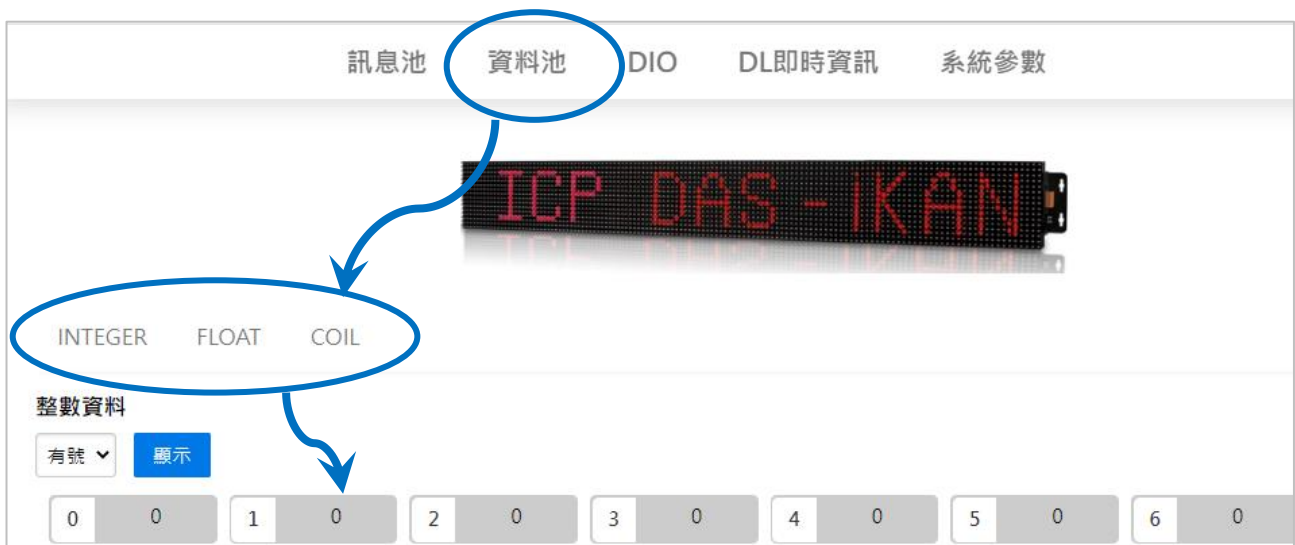 訊息池 資料池 DIO DL即時資訊 系統參數
ICP DAS-iKAN
INTEGER FLOAT COIL
整數資料
有號 顯示
0 0 1 0 2 0 3 0 4 0 5 0 6 0